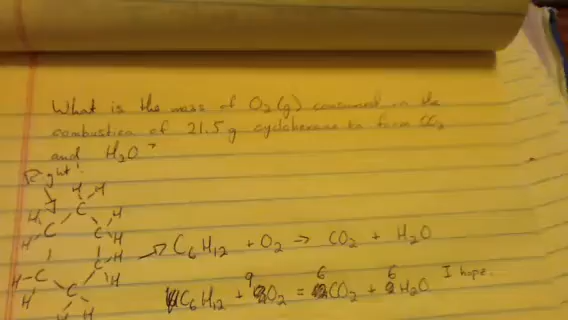 What is the mass of O2(g) consumed in the
combustion of 21.5 g cyclohexane to form CO2
and H2O?
Right?
H H
H C C H
H C H
H C C H
H C H
H H
→ C6H12 + O2 → CO2 + H2O
C6H12 + 9O2 = 6CO2 + 6H2O I hope.